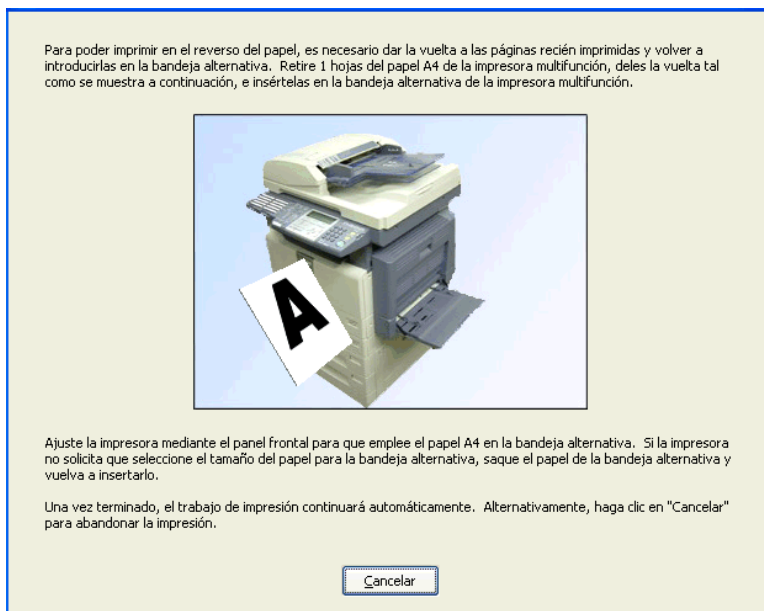 Para poder imprimir en el reverso del papel, es necesario dar la vuelta a las páginas recién imprimidas y volver a
introducirlas en la bandeja alternativa.  Retire 1 hojas del papel A4 de la impresora multifunción, deles la vuelta tal
como se muestra a continuación, e insértelas en la bandeja alternativa de la impresora multifunción.
A
Ajuste la impresora mediante el panel frontal para que emplee el papel A4 en la bandeja alternativa.  Si la impresora
no solicita que seleccione el tamaño del papel para la bandeja alternativa, saque el papel de la bandeja alternativa y
vuelva a insertarlo.
Una vez terminado, el trabajo de impresión continuará automáticamente.  Alternativamente, haga clic en "Cancelar"
para abandonar la impresión.
Cancelar